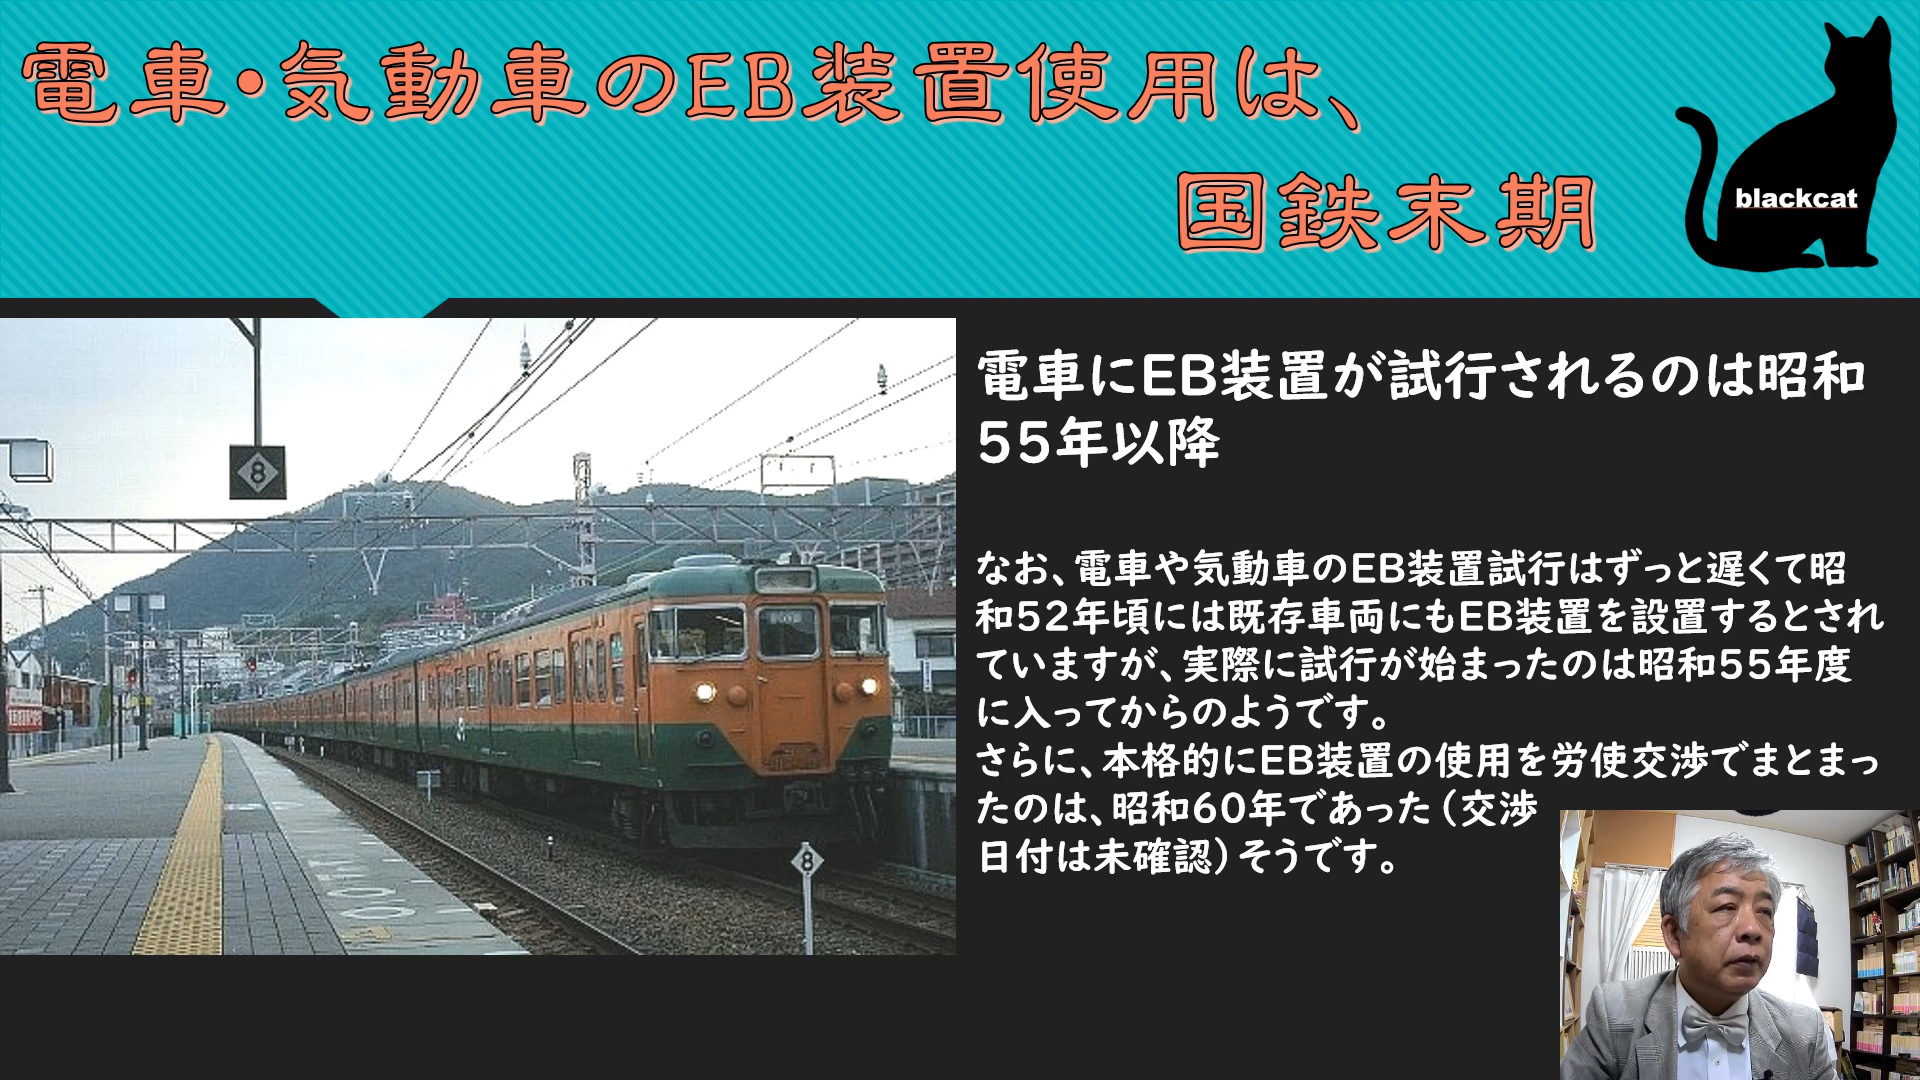 電車・気動車のEB装置使用は、
国鉄末期
blackcat
電車にEB装置が試行されるのは昭和
55年以降
なお、電車や気動車のEB装置試行はずっと遅くて昭
和52年頃には既存車両にもEB装置を設置するとされ
ていますが、実際に試行が始まったのは昭和55年度
に入ってからのようです。
さらに、本格的にEB装置の使用を労使交渉でまとまっ
たのは、昭和60年であった(交渉
日付は未確認)そうです。
8
8